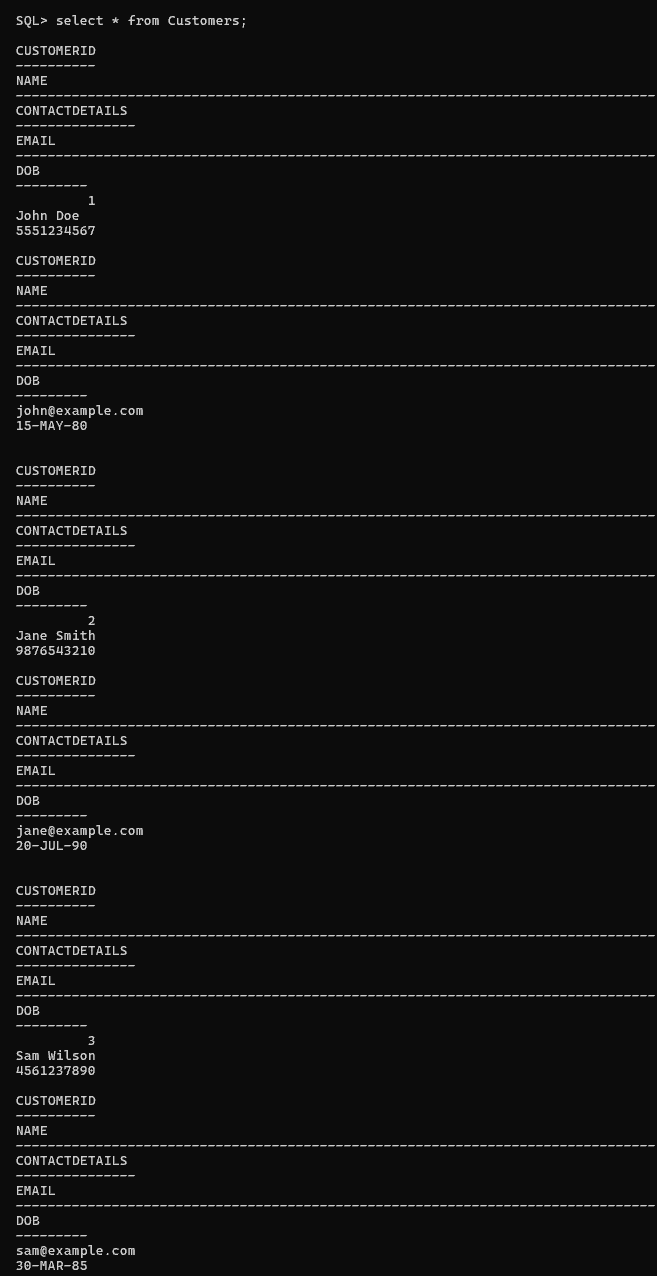 SQL> select * from Customers;
CUSTOMERID
----------
NAME
--------------------------------------------------------------------------------
CONTACTDETAILS
---------------
EMAIL
--------------------------------------------------------------------------------
DOB
---------
         1
John Doe
5551234567
CUSTOMERID
----------
NAME
--------------------------------------------------------------------------------
CONTACTDETAILS
---------------
EMAIL
--------------------------------------------------------------------------------
DOB
---------
john@example.com
15-MAY-80
CUSTOMERID
----------
NAME
--------------------------------------------------------------------------------
CONTACTDETAILS
---------------
EMAIL
--------------------------------------------------------------------------------
DOB
---------
         2
Jane Smith
9876543210
CUSTOMERID
----------
NAME
--------------------------------------------------------------------------------
CONTACTDETAILS
---------------
EMAIL
--------------------------------------------------------------------------------
DOB
---------
jane@example.com
20-JUL-90
CUSTOMERID
----------
NAME
--------------------------------------------------------------------------------
CONTACTDETAILS
---------------
EMAIL
--------------------------------------------------------------------------------
DOB
---------
         3
Sam Wilson
4561237890
CUSTOMERID
----------
NAME
--------------------------------------------------------------------------------
CONTACTDETAILS
---------------
EMAIL
--------------------------------------------------------------------------------
DOB
---------
sam@example.com
30-MAR-85